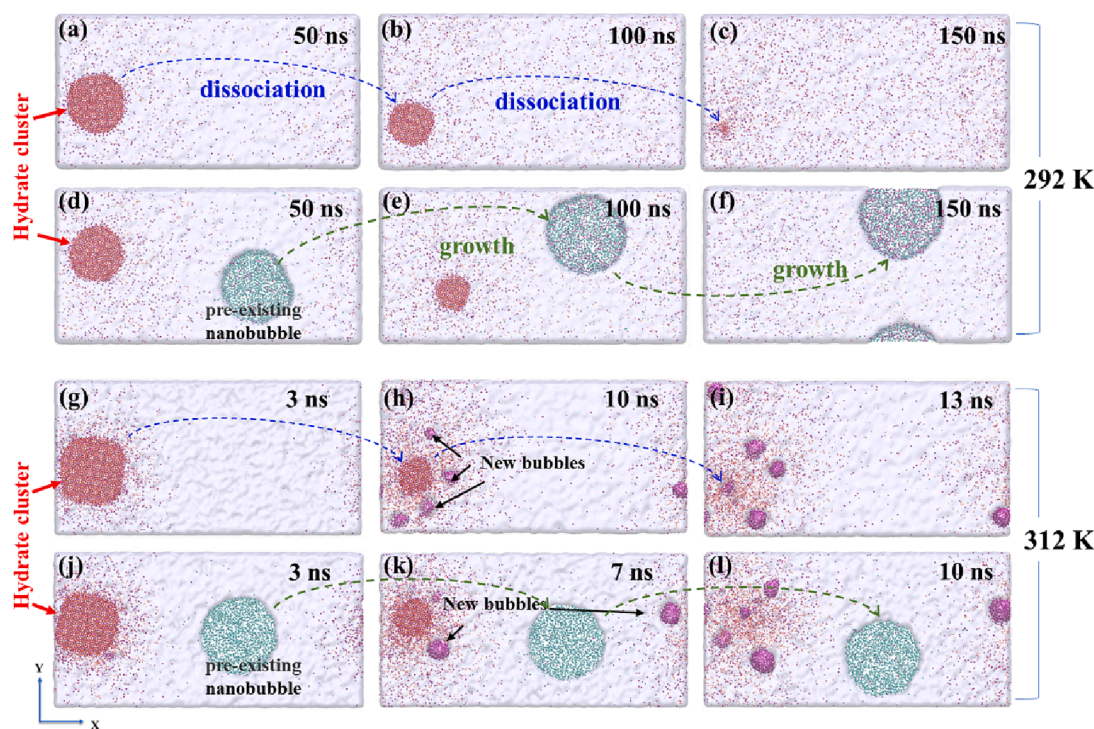 (a)
50 ns
(b)
100 ns
(c)
150 ns
dissociation
dissociation
Hydrate cluster
(d)
50 ns
(e)
100 ns
(f)
150 ns
growth
growth
pre-existing
nanobubble
292 K
(g)
3 ns
(h)
10 ns
(i)
13 ns
New bubbles
Hydrate cluster
(j)
3 ns
(k)
7 ns
(l)
10 ns
New bubbles
pre-existing
nanobubble
312 K
Y
X